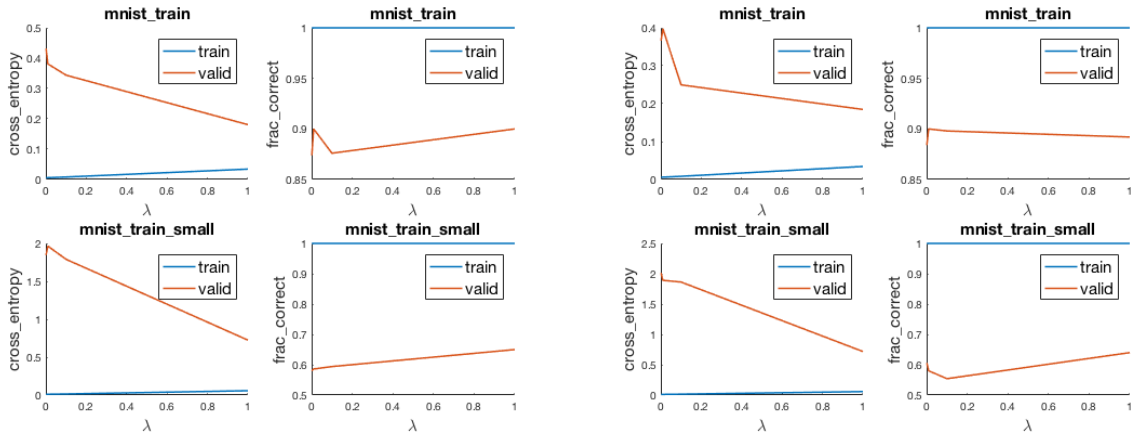 mnist_train
cross_entropy
0.5
0.4
0.3
0.2
0.1
0
train
valid
0 0.2 0.4 0.6 0.8 1
λ
mnist_train
frac_correct
1
0.95
0.9
0.85
train
valid
0 0.2 0.4 0.6 0.8 1
λ
mnist_train
cross_entropy
0.4
0.3
0.2
0.1
0
train
valid
0 0.2 0.4 0.6 0.8 1
λ
mnist_train
frac_correct
1
0.95
0.9
0.85
train
valid
0 0.2 0.4 0.6 0.8 1
λ
mnist_train_small
cross_entropy
2
1.5
1
0.5
0
train
valid
0 0.2 0.4 0.6 0.8 1
λ
mnist_train_small
frac_correct
1
0.9
0.8
0.7
0.6
0.5
train
valid
0 0.2 0.4 0.6 0.8 1
λ
mnist_train_small
cross_entropy
2.5
2
1.5
1
0.5
0
train
valid
0 0.2 0.4 0.6 0.8 1
λ
mnist_train_small
frac_correct
1
0.9
0.8
0.7
0.6
0.5
train
valid
0 0.2 0.4 0.6 0.8 1
λ